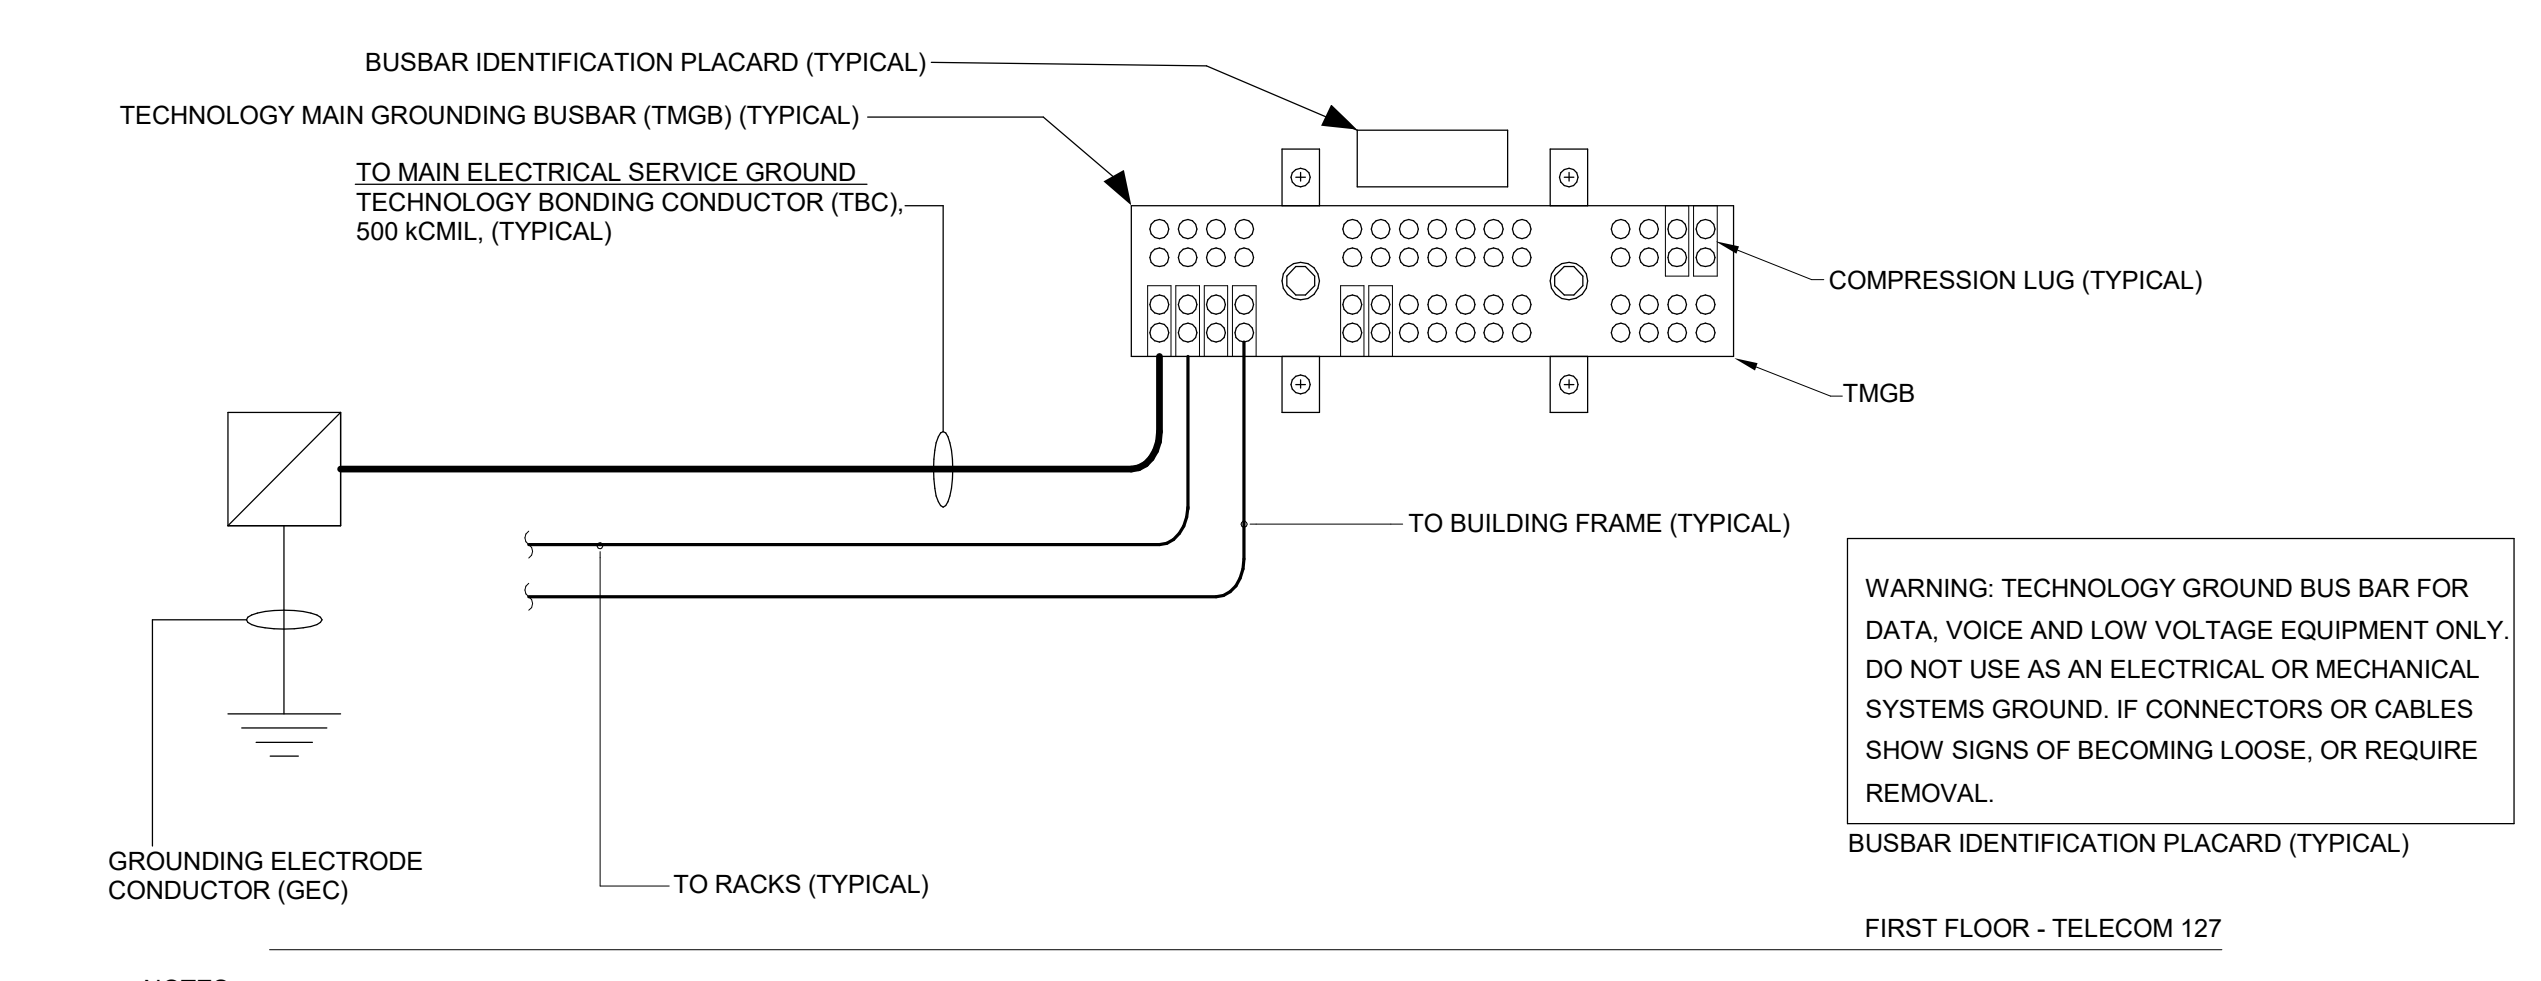 BUSBAR IDENTIFICATION PLACARD (TYPICAL)
TECHNOLOGY MAIN GROUNDING BUSBAR (TMGB) (TYPICAL)
TO MAIN ELECTRICAL SERVICE GROUND
TECHNOLOGY BONDING CONDUCTOR (TBC),
500 kCMIL, (TYPICAL)
COMPRESSION LUG (TYPICAL)
TMGB
TO BUILDING FRAME (TYPICAL)
WARNING: TECHNOLOGY GROUND BUS BAR FOR
DATA, VOICE AND LOW VOLTAGE EQUIPMENT ONLY.
DO NOT USE AS AN ELECTRICAL OR MECHANICAL
SYSTEMS GROUND. IF CONNECTORS OR CABLES
SHOW SIGNS OF BECOMING LOOSE, OR REQUIRE
REMOVAL.
BUSBAR IDENTIFICATION PLACARD (TYPICAL)
GROUNDING ELECTRODE
CONDUCTOR (GEC)
TO RACKS (TYPICAL)
FIRST FLOOR - TELECOM 127